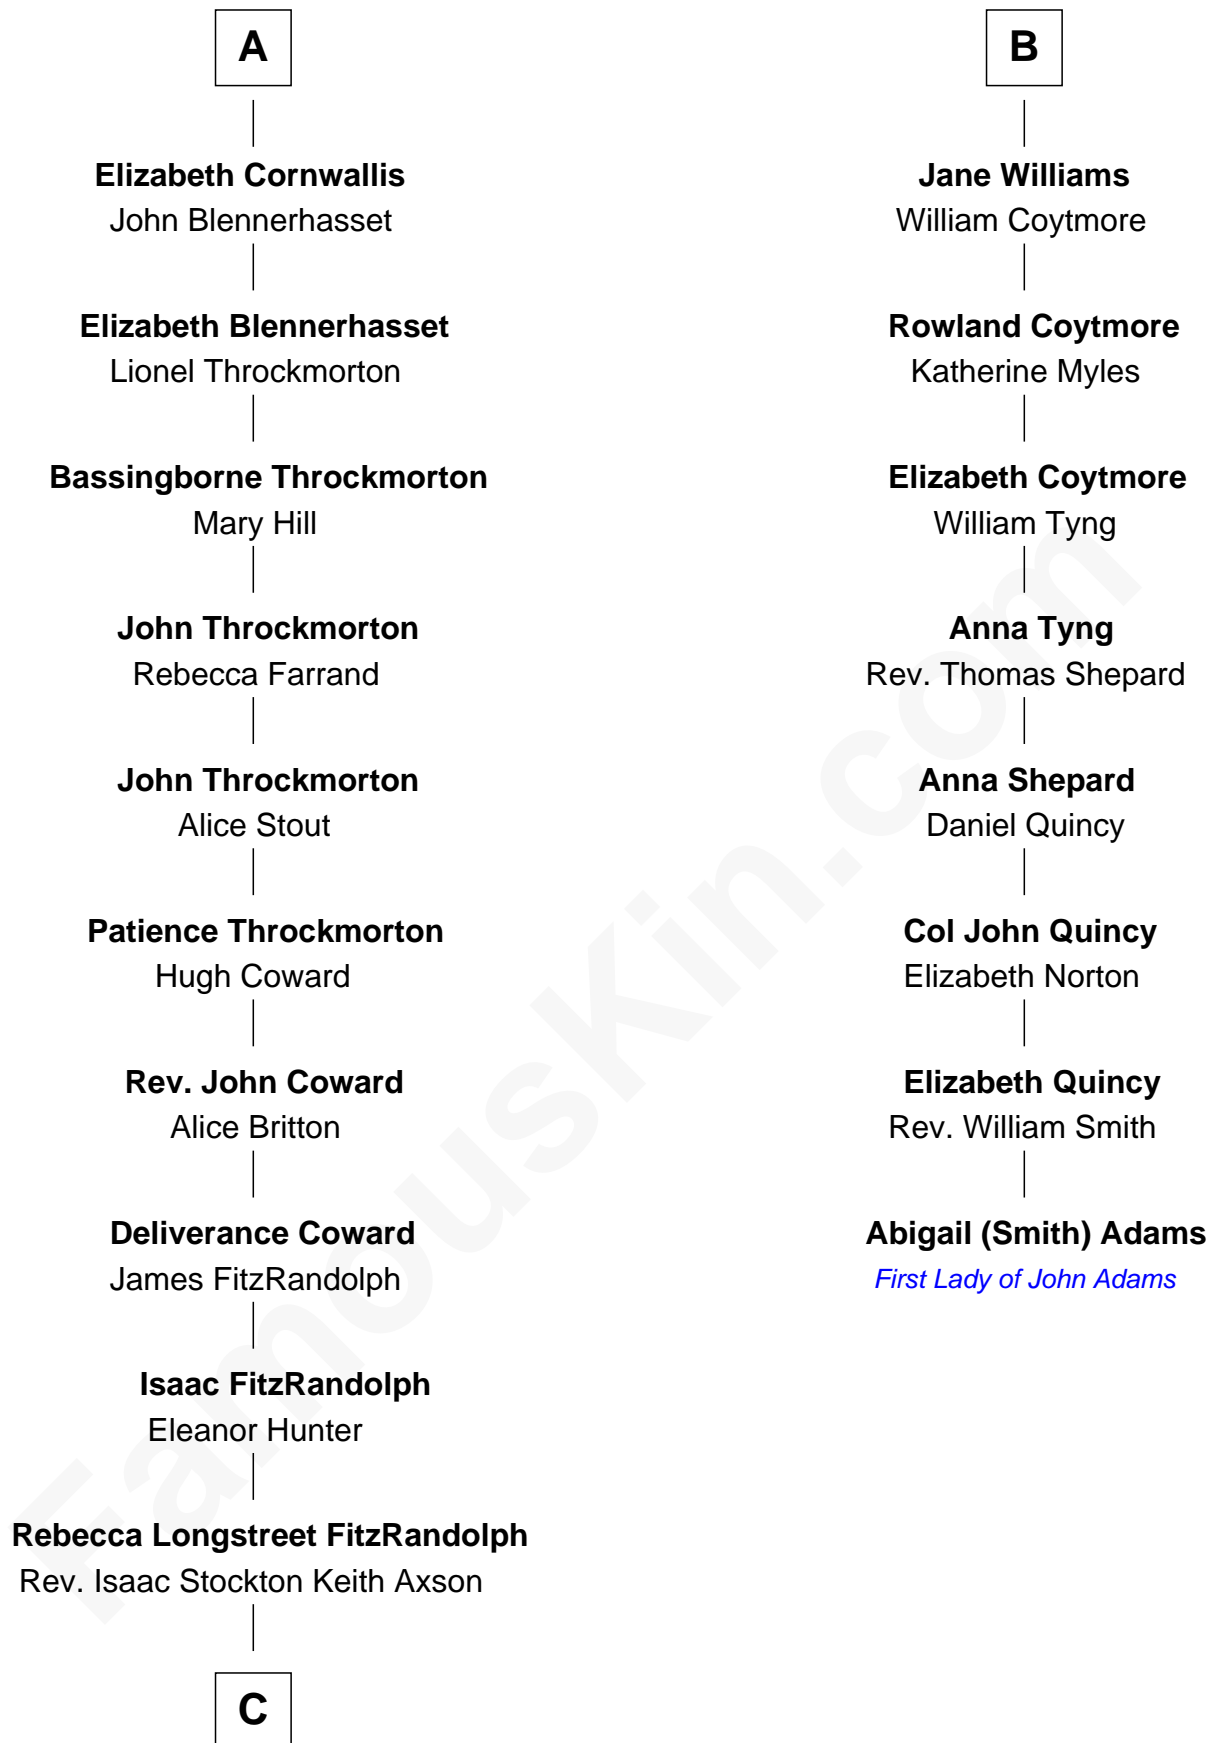 A
Elizabeth Cornwallis
John Blennerhasset
Elizabeth Blennerhasset
Lionel Throckmorton
Bassingborne Throckmorton
Mary Hill
John Throckmorton
Rebecca Farrand
John Throckmorton
Alice Stout
Patience Throckmorton
Hugh Coward
Rev. John Coward
Alice Britton
Deliverance Coward
James FitzRandolph
Isaac FitzRandolph
Eleanor Hunter
Rebecca Longstreet FitzRandolph
Rev. Isaac Stockton Keith Axson
C
B
Jane Williams
William Coytmore
Rowland Coytmore
Katherine Myles
Elizabeth Coytmore
William Tyng
Anna Tyng
Rev. Thomas Shepard
Anna Shepard
Daniel Quincy
Col John Quincy
Elizabeth Norton
Elizabeth Quincy
Rev. William Smith
Abigail (Smith) Adams
First Lady of John Adams
FamousKin.com